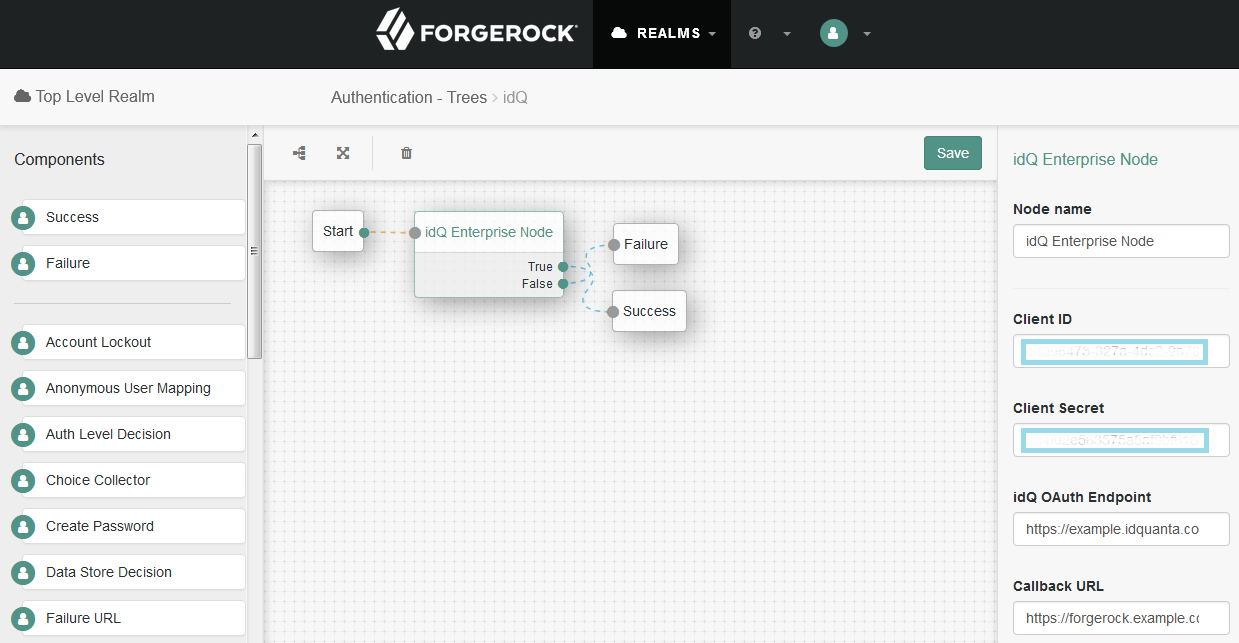 FORGEROCK
REALMS
Top Level Realm
Authentication - Trees > idQ
Components
Success
Failure
Account Lockout
Anonymous User Mapping
Auth Level Decision
Choice Collector
Create Password
Data Store Decision
Failure URL
Save
Start
idQ Enterprise Node
True
False
Failure
Success
idQ Enterprise Node
Node name
idQ Enterprise Node
Client ID
Client Secret
idQ OAuth Endpoint
https://example.idquanta.co
Callback URL
https://forgerock.example.co